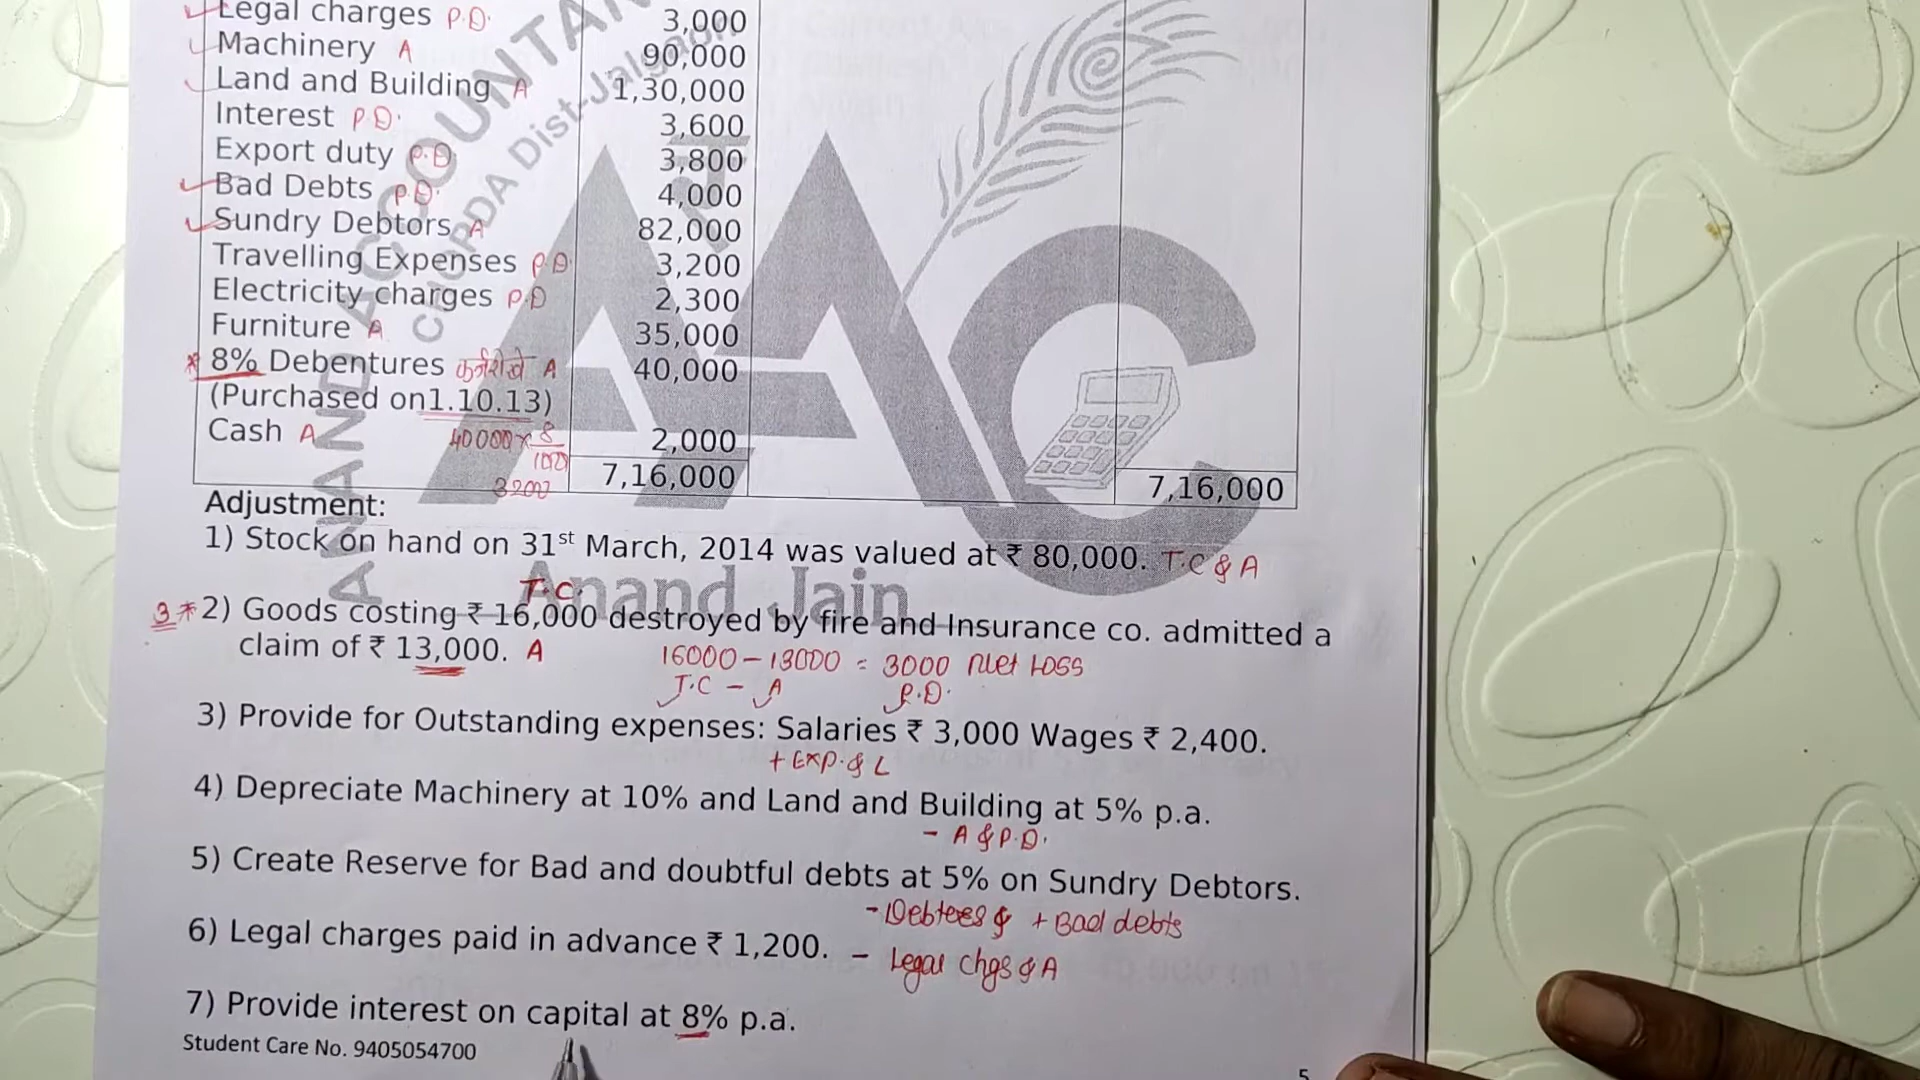 Legal charges P.D. 3,000
Machinery A 90,000
Land and Building A 1,30,000
Interest P.D. 3,600
Export duty P.D. 3,800
Bad Debts P.D. 4,000
Sundry Debtors A 82,000
Travelling Expenses P.D. 3,200
Electricity charges P.D 2,300
Furniture A 35,000
* 8% Debentures A 40,000
(Purchased on1.10.13)
Cash A 40000 × 8/100 2,000
3200 7,16,000 7,16,000
Adjustment:
1) Stock on hand on 31st March, 2014 was valued at ₹ 80,000. T.C & A
T.C.
3* 2) Goods costing ₹ 16,000 destroyed by fire and Insurance co. admitted a
claim of ₹ 13,000. A
16000 – 13000 = 3000 Net Loss
T.C – A P.D.
3) Provide for Outstanding expenses: Salaries ₹ 3,000 Wages ₹ 2,400.
+ Exp. & L
4) Depreciate Machinery at 10% and Land and Building at 5% p.a.
– A & P.D.
5) Create Reserve for Bad and doubtful debts at 5% on Sundry Debtors.
– & + Bad debts
6) Legal charges paid in advance ₹ 1,200. – Legal Chgs & A
7) Provide interest on capital at 8% p.a.
Student Care No. 9405054700
5
ANAND ACCOUNTAN
CHOPDA Dist-Jalgaon
AAC
Anand Jain